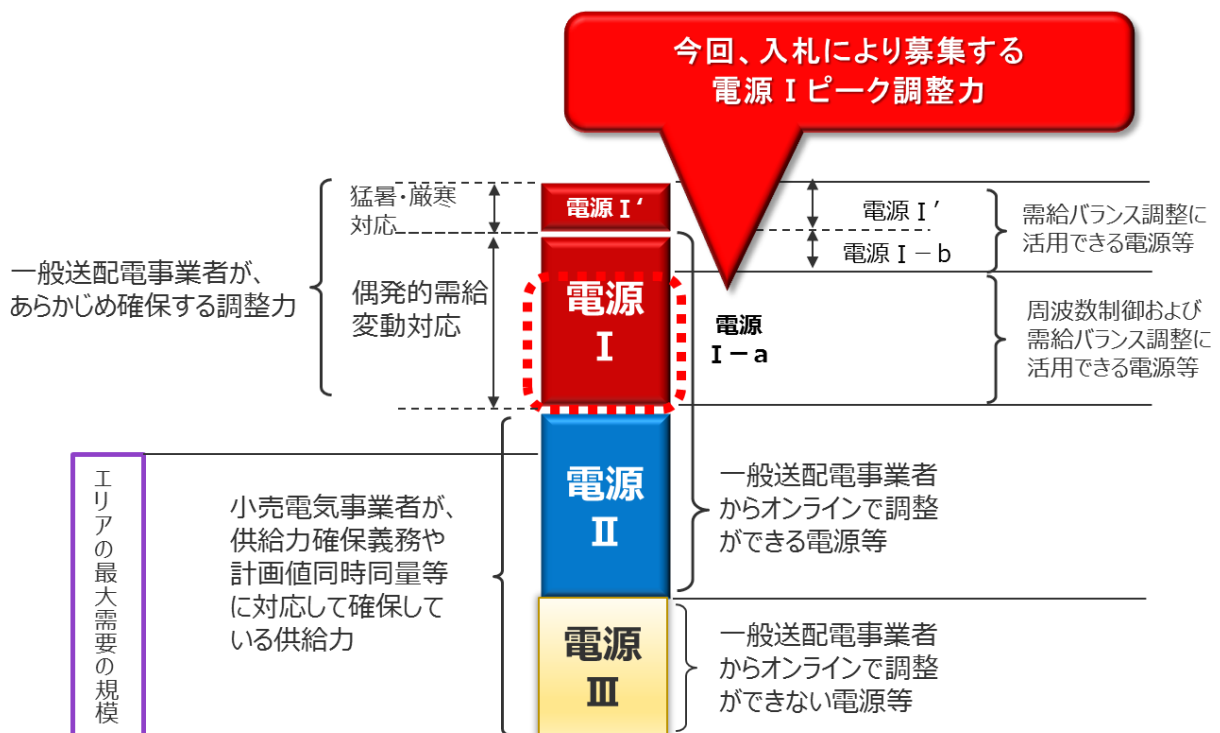 今回、入札により募集する
電源Ⅰピーク調整力
猛暑・厳寒
対応
電源Ⅰ‘
電源Ⅰ′
電源Ⅰ－b
需給バランス調整に
活用できる電源等
一般送配電事業者が、
あらかじめ確保する調整力
偶発的需給
変動対応
電源
Ⅰ
電源
Ⅰ－a
周波数制御および
需給バランス調整に
活用できる電源等
エリアの最大需要の規模
小売電気事業者が、
供給力確保義務や
計画値同時同量等
に対応して確保して
いる供給力
電源
Ⅱ
一般送配電事業者
からオンラインで調整
ができる電源等
電源
Ⅲ
一般送配電事業者
からオンラインで調整
ができない電源等